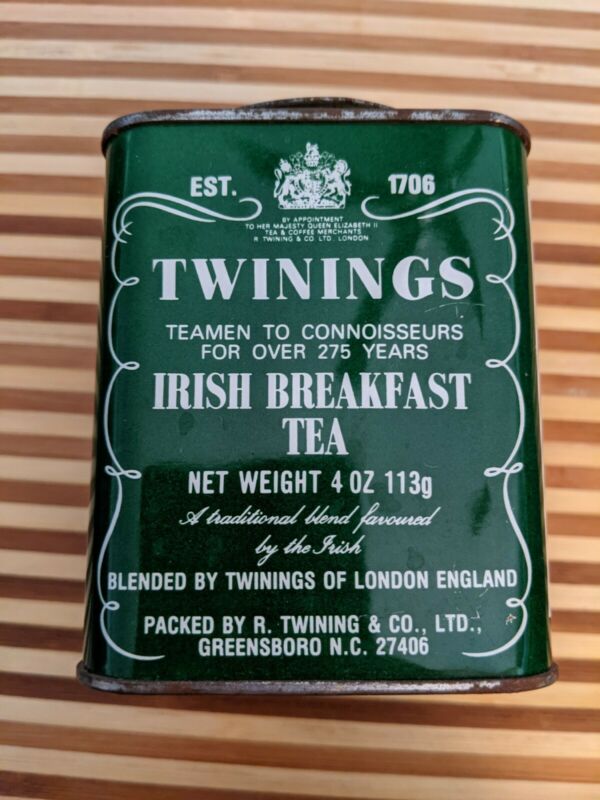 EST. 1706
BY APPOINTMENT
TO HER MAJESTY QUEEN ELIZABETH II
TEA & COFFEE MERCHANTS
R TWINING & CO. LTD. LONDON
TWININGS
TEAMEN TO CONNOISSEURS
FOR OVER 275 YEARS
IRISH BREAKFAST
TEA
NET WEIGHT 4 OZ 113g
A traditional blend favoured
by the Irish
BLENDED BY TWININGS OF LONDON ENGLAND
PACKED BY R. TWINING & CO., LTD.,
GREENSBORO N.C. 27406